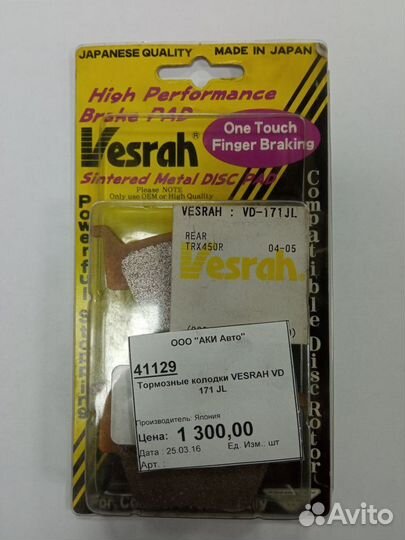 JAPANESE QUALITY MADE IN JAPAN
High Performance
Brake PAD
Vesrah®
One Touch
Finger Braking
Sintered Metal DISC PAD
Please NOTE
Only use OEM or High Quality
Compatible Disc Rotor
Powerful
VESRAH : VD-171JL
REAR
TRX450R 04-05
Vesrah
ООО "АКИ Авто"
41129
Тормозные колодки VESRAH VD
171 JL
Производитель: Япония
Цена: 1 300,00
Дата : 25.03.16 Ед. Изм.: шт
Арт. :
For
Avito